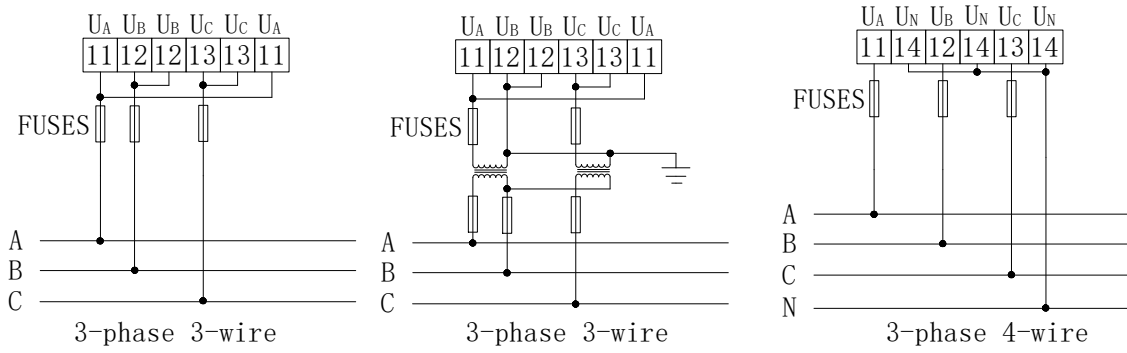 UA UB UB UC UC UA
11 12 12 13 13 11
FUSES
A
B
C
3-phase 3-wire
UA UB UB UC UC UA
11 12 12 13 13 11
FUSES
A
B
C
3-phase 3-wire
UA UN UB UN UC UN
11 14 12 14 13 14
FUSES
A
B
C
N
3-phase 4-wire